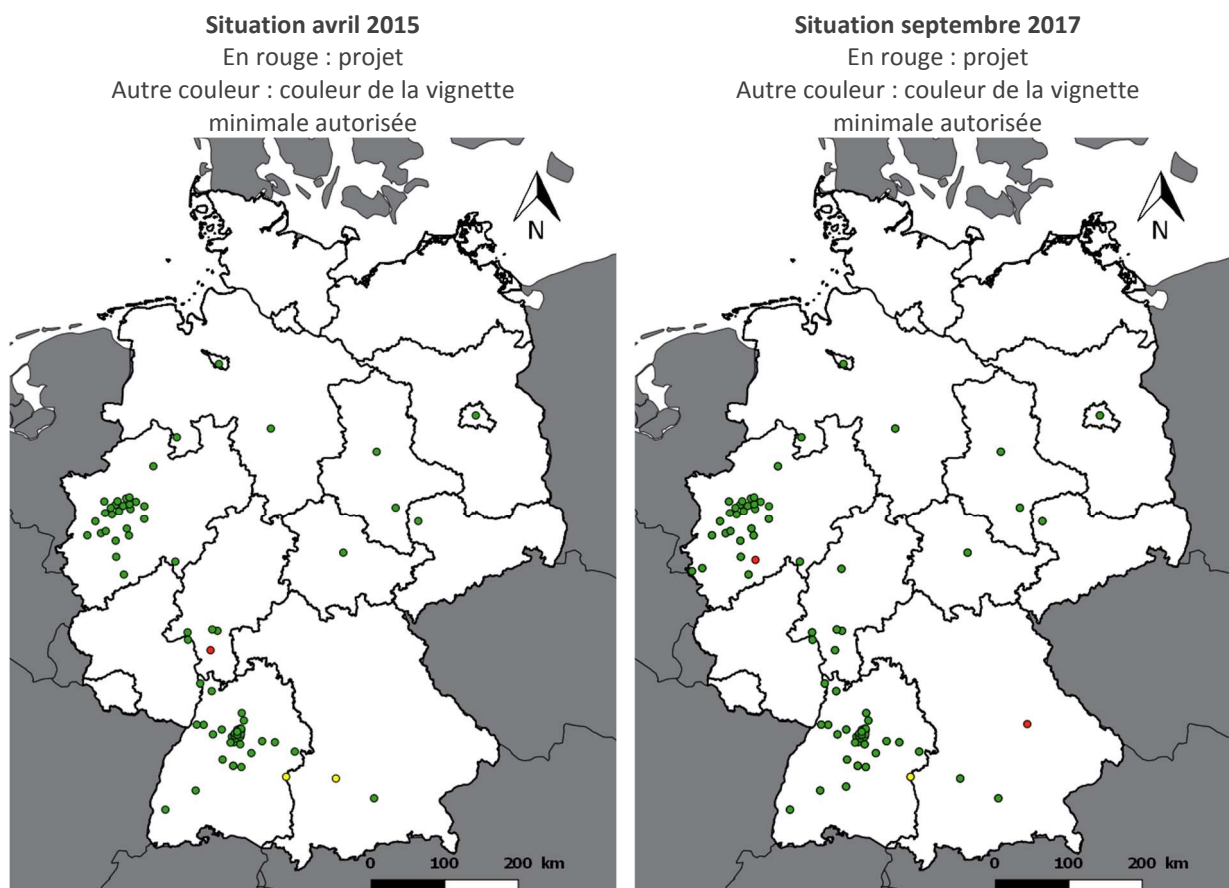 Situation avril 2015
En rouge : projet
Autre couleur : couleur de la vignette
minimale autorisée
N
0 100 200 km
Situation septembre 2017
En rouge : projet
Autre couleur : couleur de la vignette
minimale autorisée
N
0 100 200 km